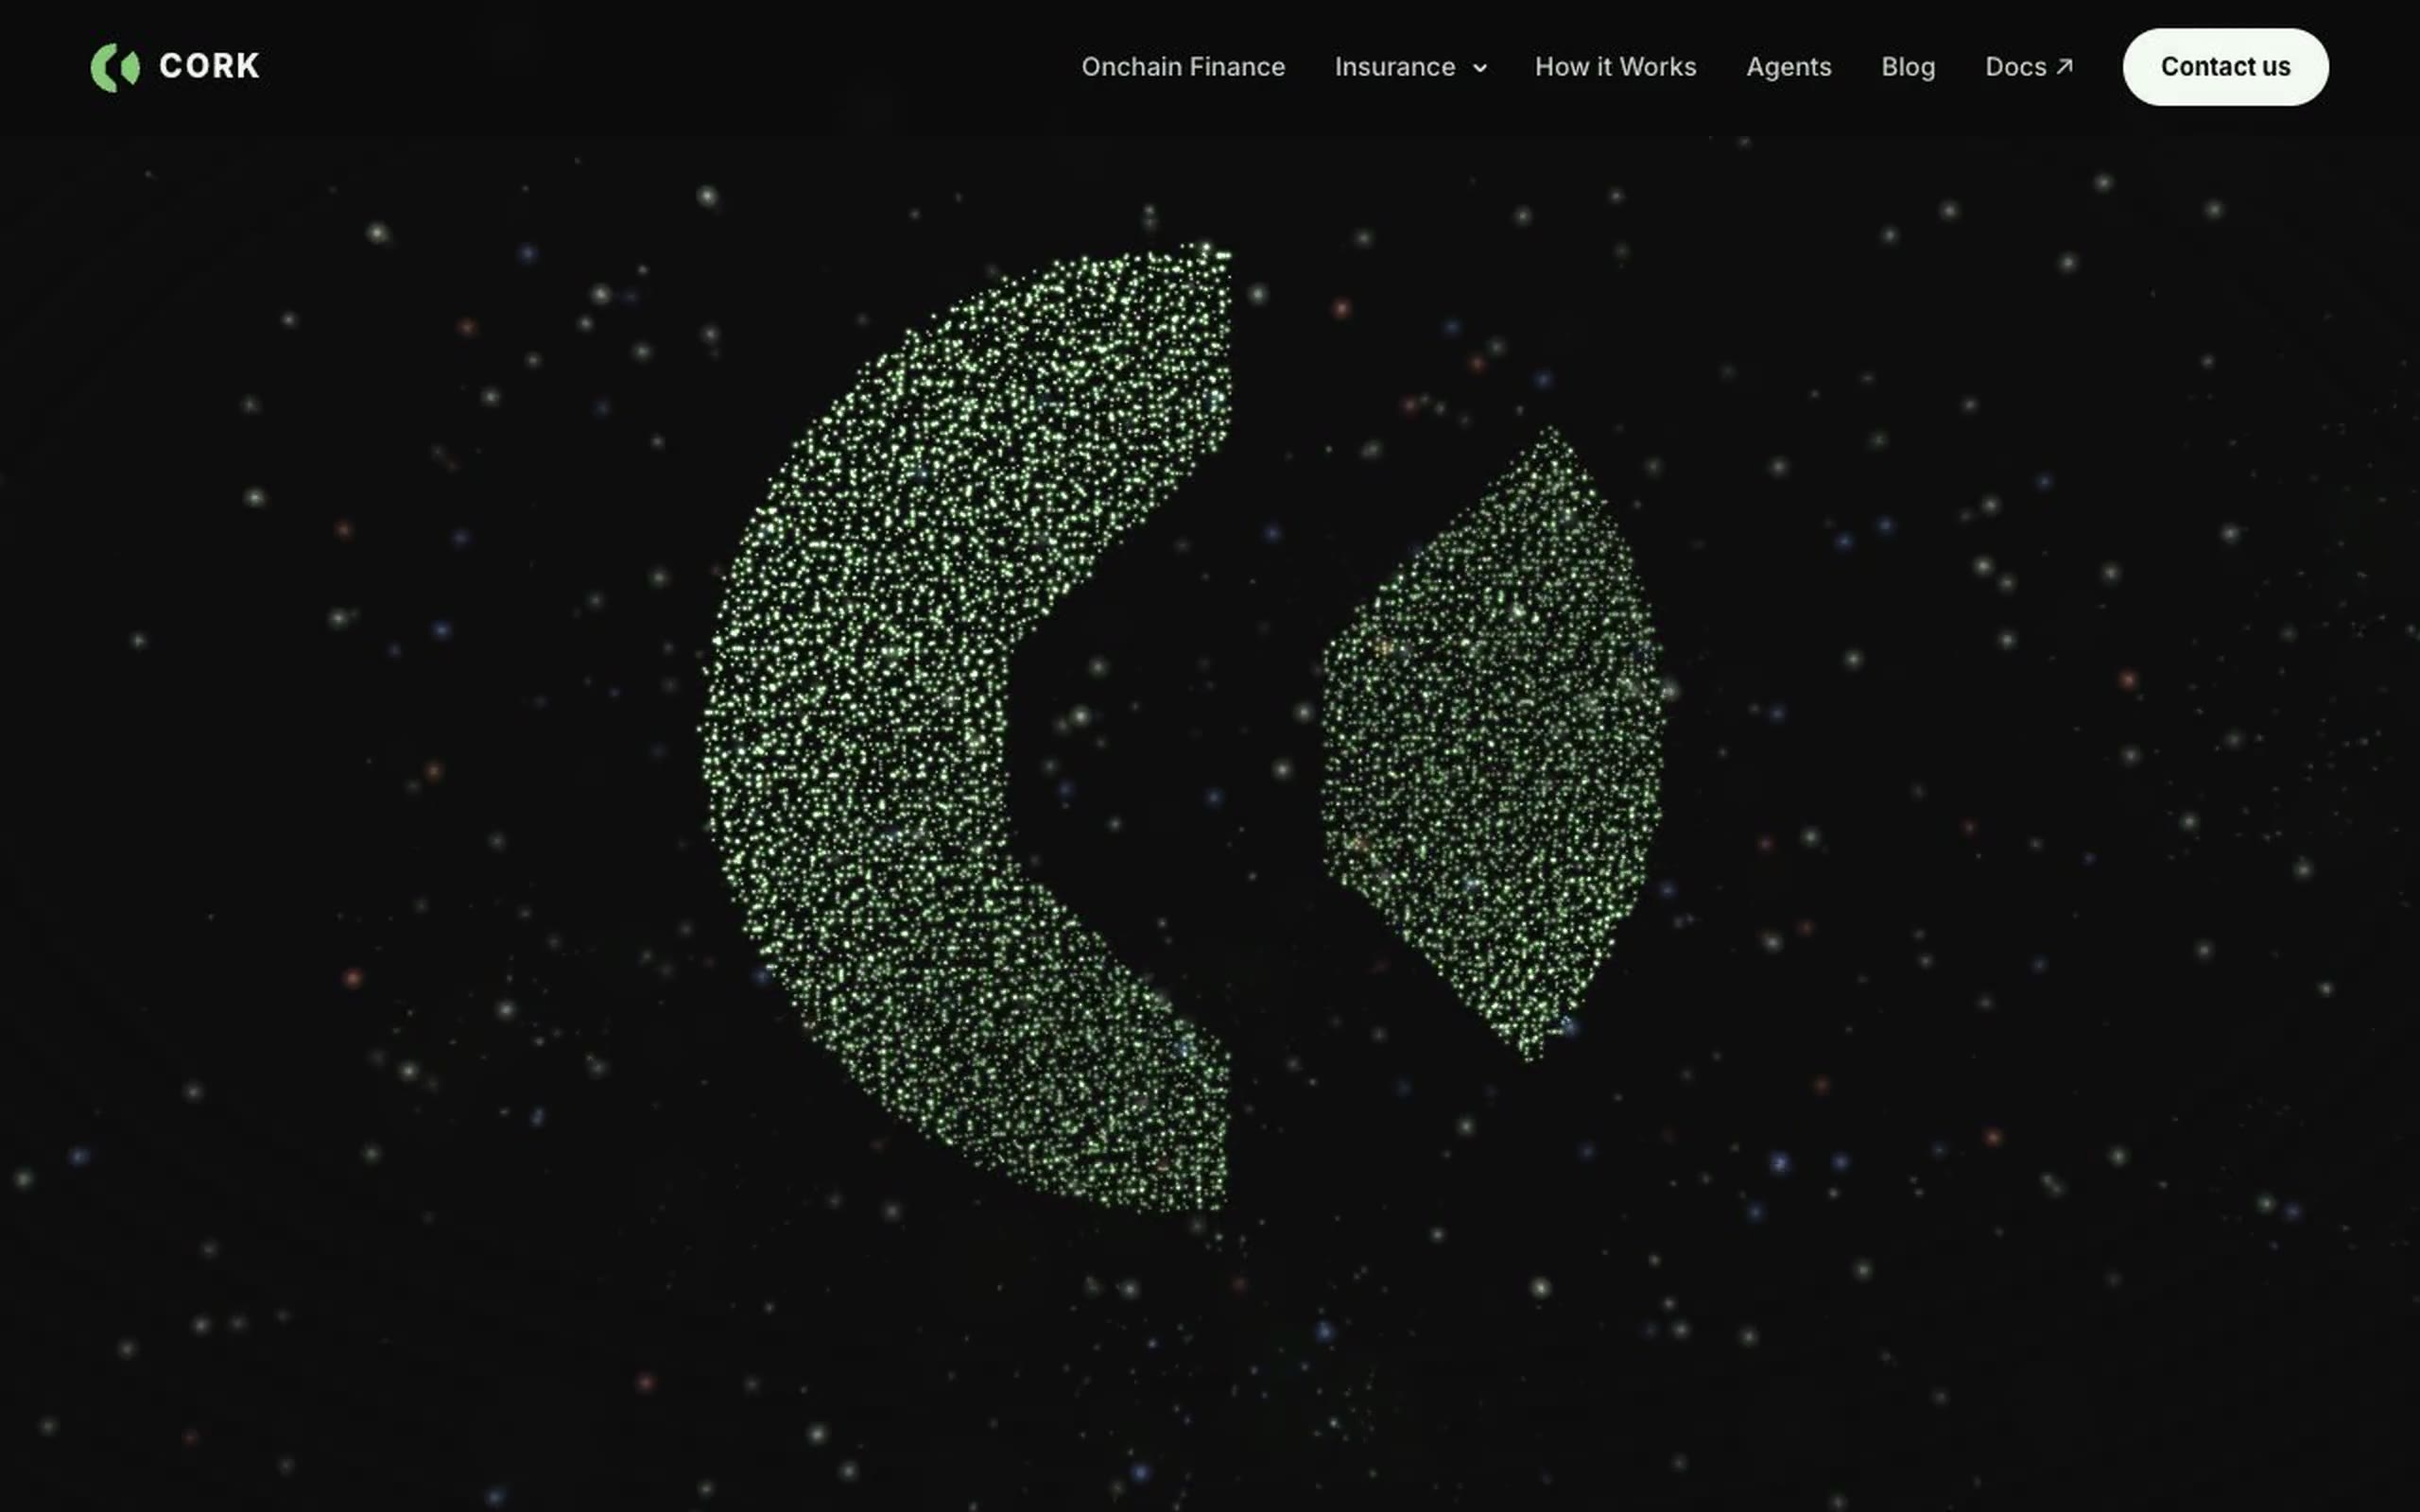 CORK
Onchain Finance
Insurance
How it Works
Agents
Blog
Docs ↗
Contact us